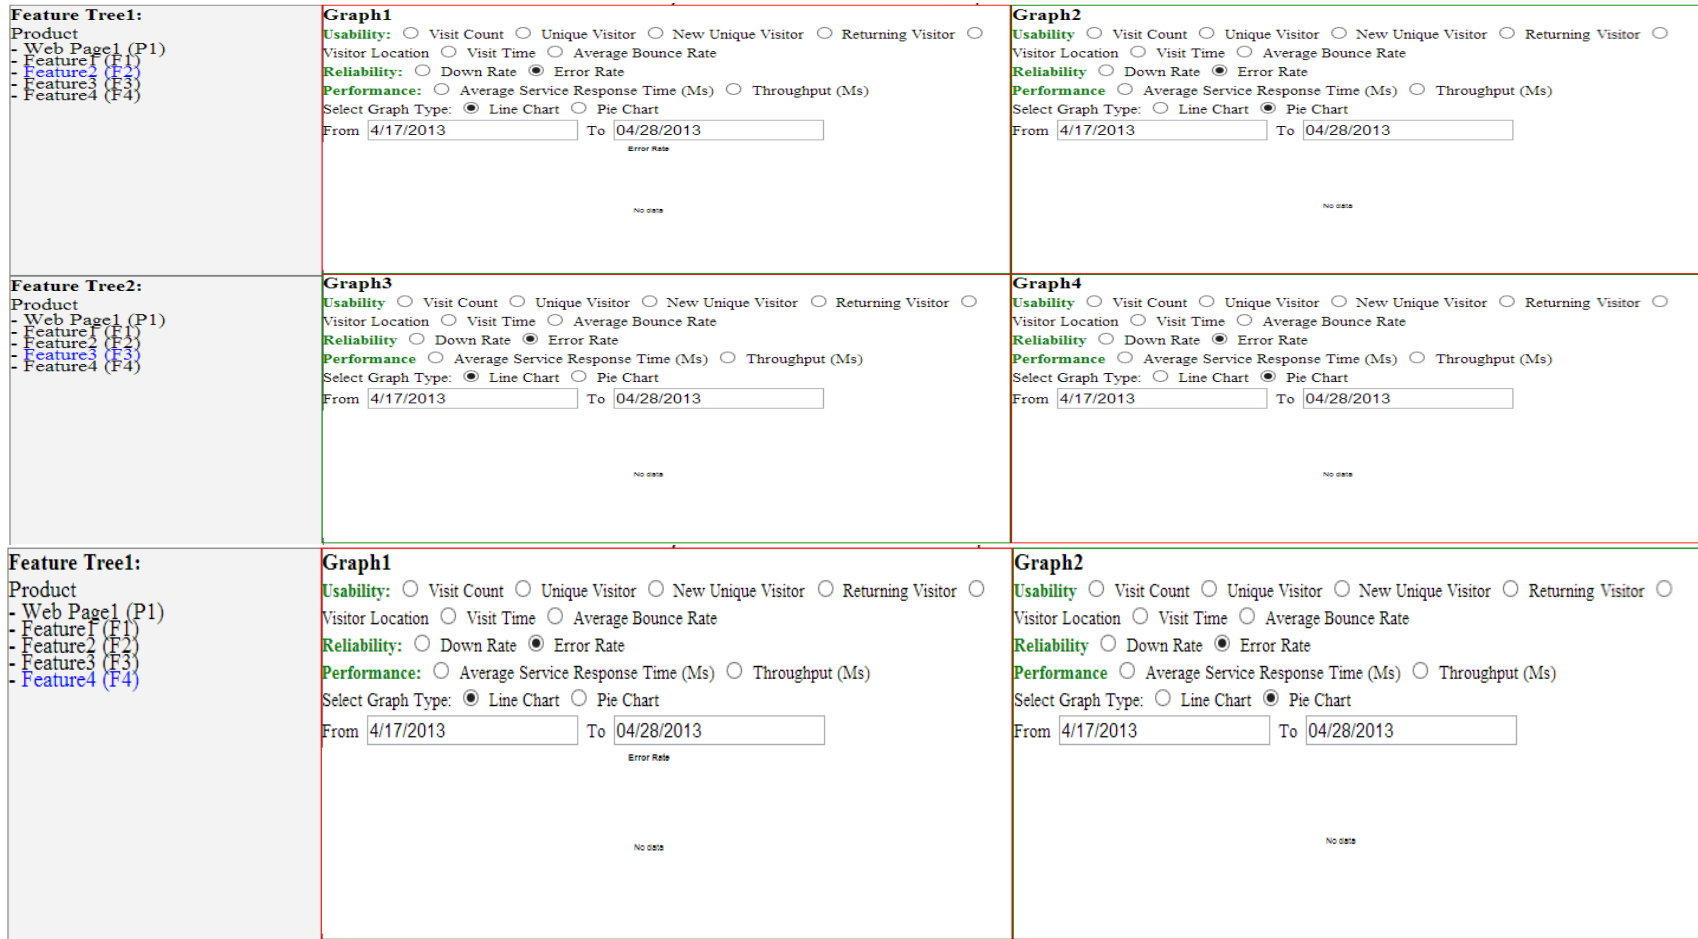 Feature Tree1:
Product
- Web Page1 (P1)
- Feature1 (F1)
- Feature2 (F2)
- Feature3 (F3)
- Feature4 (F4)
Graph1
Usability: Visit Count Unique Visitor New Unique Visitor Returning Visitor
Visitor Location Visit Time Average Bounce Rate
Reliability: Down Rate Error Rate
Performance: Average Service Response Time (Ms) Throughput (Ms)
Select Graph Type: Line Chart Pie Chart
From 4/17/2013 To 04/28/2013
Error Rate
No data
Graph2
Usability Visit Count Unique Visitor New Unique Visitor Returning Visitor
Visitor Location Visit Time Average Bounce Rate
Reliability Down Rate Error Rate
Performance Average Service Response Time (Ms) Throughput (Ms)
Select Graph Type: Line Chart Pie Chart
From 4/17/2013 To 04/28/2013
No data
Feature Tree2:
Product
- Web Page1 (P1)
- Feature1 (F1)
- Feature2 (F2)
- Feature3 (F3)
- Feature4 (F4)
Graph3
Usability Visit Count Unique Visitor New Unique Visitor Returning Visitor
Visitor Location Visit Time Average Bounce Rate
Reliability Down Rate Error Rate
Performance Average Service Response Time (Ms) Throughput (Ms)
Select Graph Type: Line Chart Pie Chart
From 4/17/2013 To 04/28/2013
No data
Graph4
Usability Visit Count Unique Visitor New Unique Visitor Returning Visitor
Visitor Location Visit Time Average Bounce Rate
Reliability Down Rate Error Rate
Performance Average Service Response Time (Ms) Throughput (Ms)
Select Graph Type: Line Chart Pie Chart
From 4/17/2013 To 04/28/2013
No data
Feature Tree1:
Product
- Web Page1 (P1)
- Feature1 (F1)
- Feature2 (F2)
- Feature3 (F3)
- Feature4 (F4)
Graph1
Usability: Visit Count Unique Visitor New Unique Visitor Returning Visitor
Visitor Location Visit Time Average Bounce Rate
Reliability: Down Rate Error Rate
Performance: Average Service Response Time (Ms) Throughput (Ms)
Select Graph Type: Line Chart Pie Chart
From 4/17/2013 To 04/28/2013
Error Rate
No data
Graph2
Usability Visit Count Unique Visitor New Unique Visitor Returning Visitor
Visitor Location Visit Time Average Bounce Rate
Reliability Down Rate Error Rate
Performance Average Service Response Time (Ms) Throughput (Ms)
Select Graph Type: Line Chart Pie Chart
From 4/17/2013 To 04/28/2013
No data